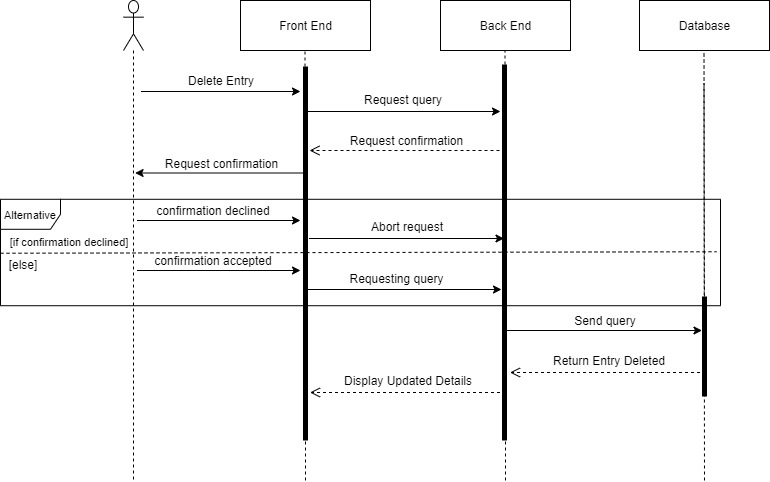 Front End
Back End
Database
Delete Entry
Request query
Request confirmation
Request confirmation
Alternative
confirmation declined
Abort request
[if confirmation declined]
[else]
confirmation accepted
Requesting query
Send query
Return Entry Deleted
Display Updated Details